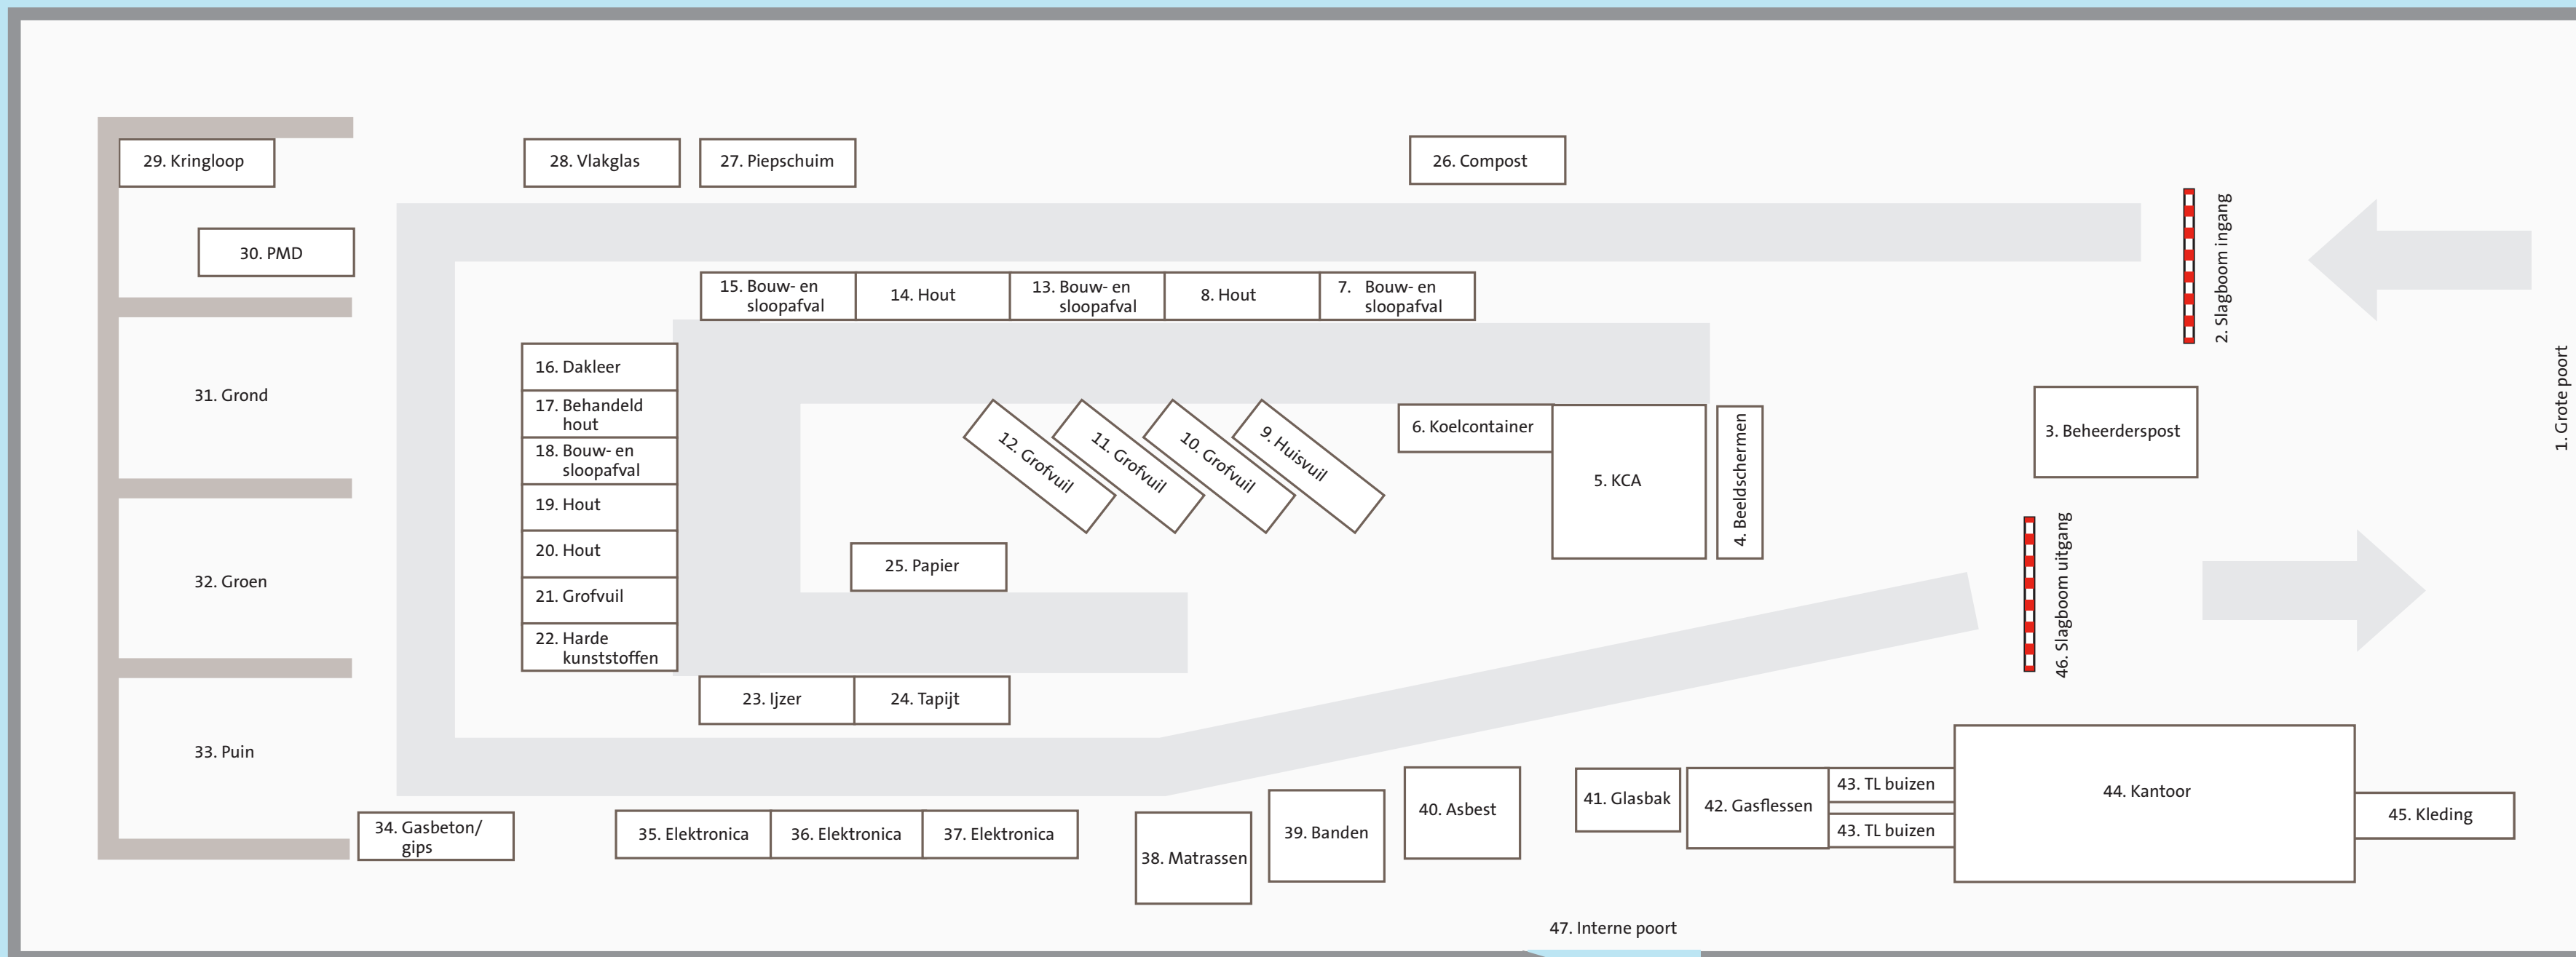 29. Kringloop
28. Vlakglas
27. Piepschuim
26. Compost
2. Slagboom ingang
30. PMD
15. Bouw- en
sloopafval
14. Hout
13. Bouw- en
sloopafval
8. Hout
7. Bouw- en
sloopafval
1. Grote poort
16. Dakleer
17. Behandeld
hout
18. Bouw- en
sloopafval
19. Hout
20. Hout
21. Grofvuil
22. Harde
kunststoffen
31. Grond
12. Grofvuil
11. Grofvuil
10. Grofvuil
9. Huisvuil
6. Koelcontainer
5. KCA
4. Beeldschermen
3. Beheerderspost
32. Groen
25. Papier
46. Slagboom uitgang
23. Ijzer
24. Tapijt
33. Puin
34. Gasbeton/
gips
35. Elektronica
36. Elektronica
37. Elektronica
38. Matrassen
39. Banden
40. Asbest
41. Glasbak
42. Gasflessen
43. TL buizen
43. TL buizen
44. Kantoor
45. Kleding
47. Interne poort